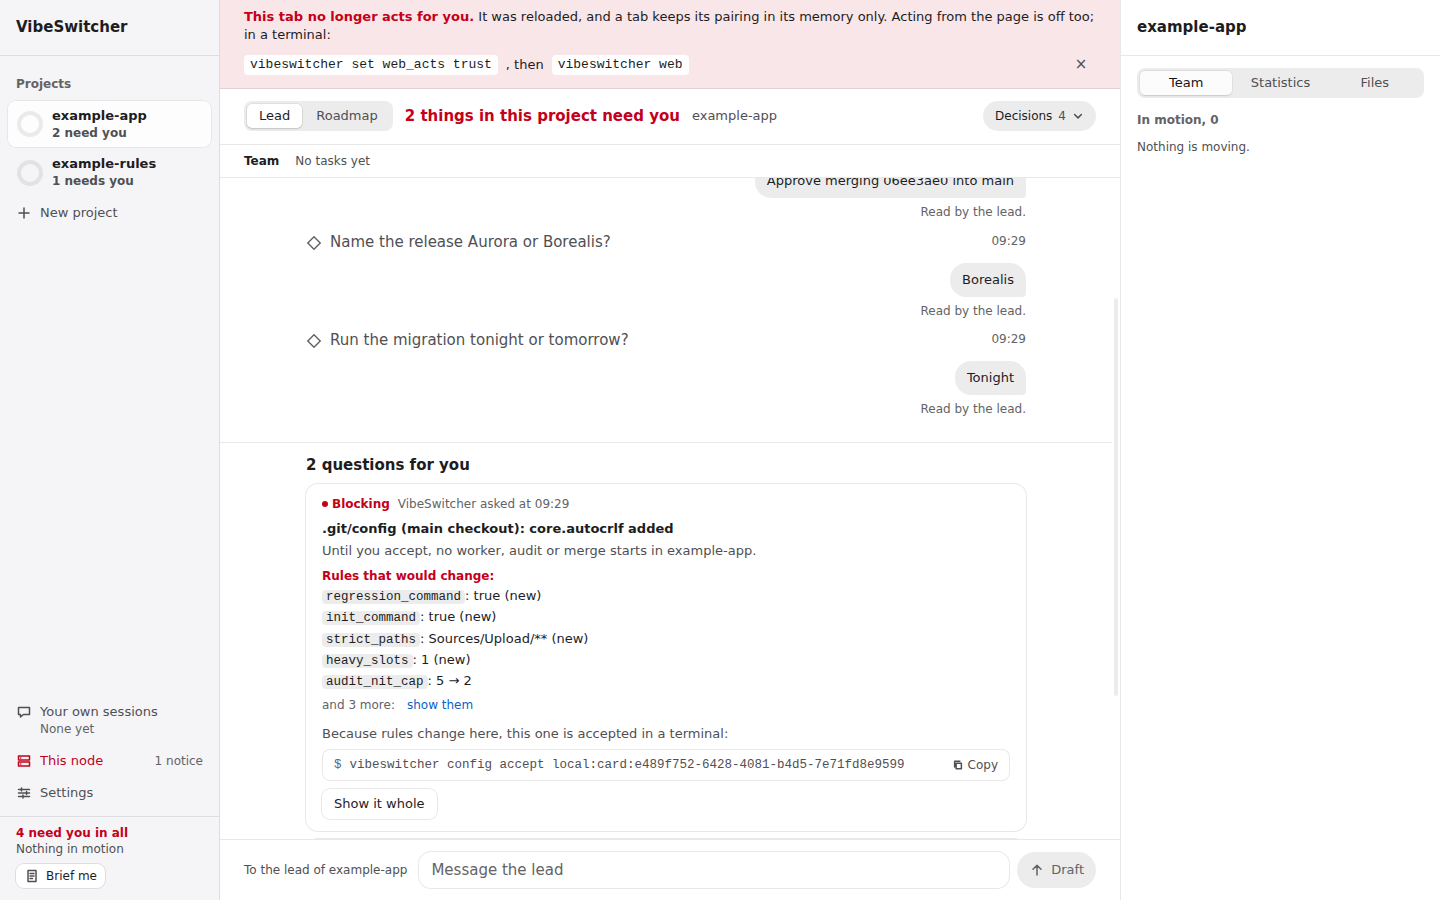 VibeSwitcher
Projects
example-app
2 need you
example-rules
1 needs you
New project
Your own sessions
None yet
This node
1 notice
Settings
4 need you in all
Nothing in motion
Brief me
This tab no longer acts for you. It was reloaded, and a tab keeps its pairing in its memory only. Acting from the page is off too;
in a terminal:
vibeswitcher set web_acts trust , then vibeswitcher web
Lead Roadmap 2 things in this project need you example-app
Decisions 4
Team No tasks yet
Approve merging 06ee3ae0 into main
Read by the lead.
Name the release Aurora or Borealis? 09:29
Borealis
Read by the lead.
Run the migration tonight or tomorrow? 09:29
Tonight
Read by the lead.
2 questions for you
Blocking VibeSwitcher asked at 09:29
.git/config (main checkout): core.autocrlf added
Until you accept, no worker, audit or merge starts in example-app.
Rules that would change:
regression_command: true (new)
init_command: true (new)
strict_paths: Sources/Upload/** (new)
heavy_slots: 1 (new)
audit_nit_cap: 5 → 2
and 3 more: show them
Because rules change here, this one is accepted in a terminal:
$ vibeswitcher config accept local:card:e489f752-6428-4081-b4d5-7e71fd8e9599 Copy
Show it whole
To the lead of example-app Message the lead Draft
example-app
Team Statistics Files
In motion, 0
Nothing is moving.